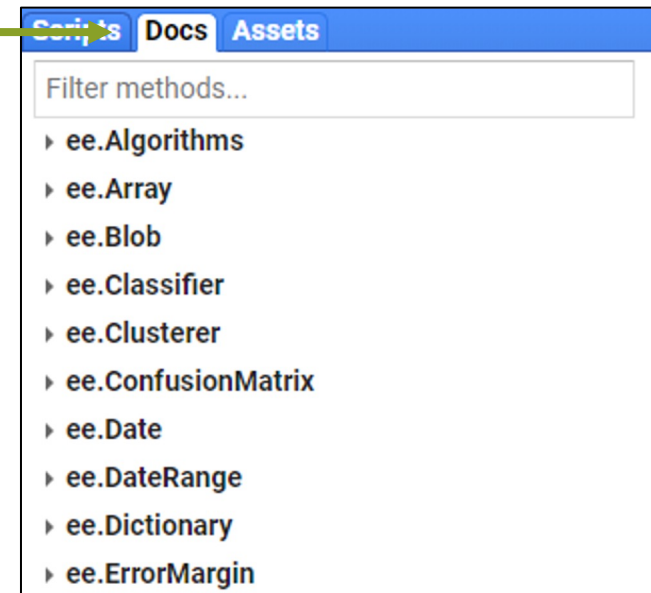 Scripts Docs Assets
Filter methods...
ee.Algorithms
ee.Array
ee.Blob
ee.Classifier
ee.Clusterer
ee.ConfusionMatrix
ee.Date
ee.DateRange
ee.Dictionary
ee.ErrorMargin